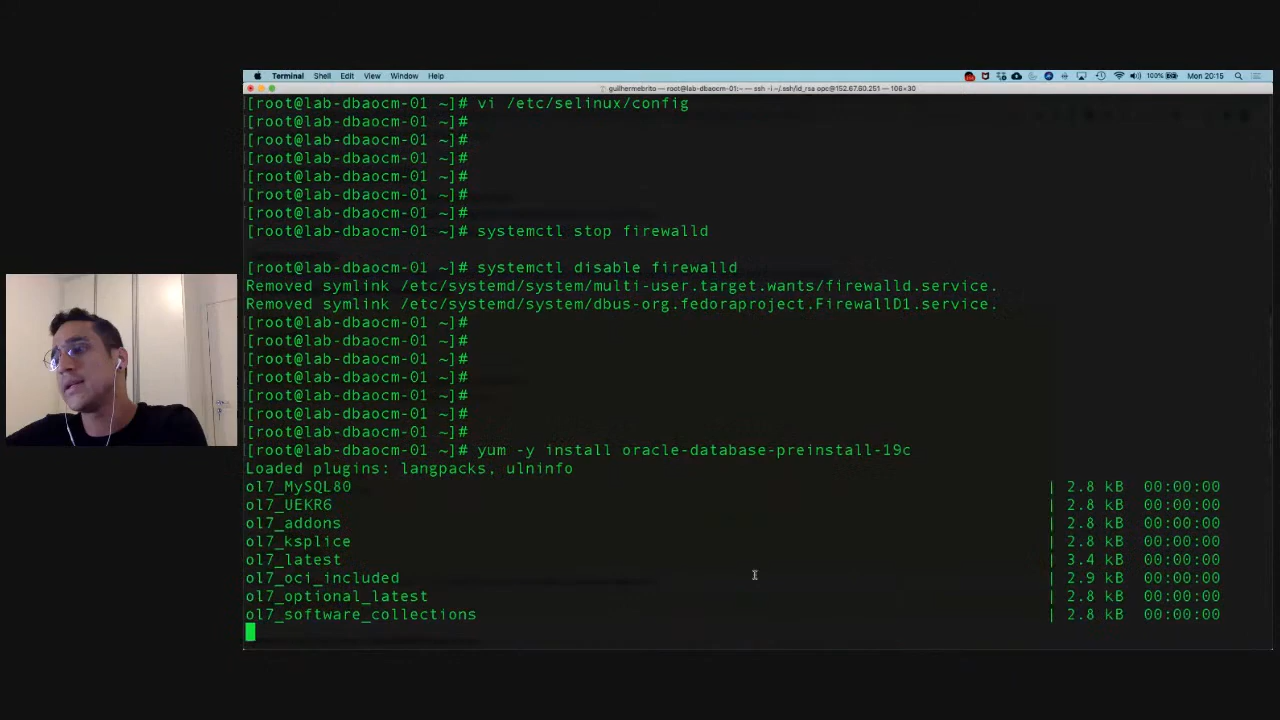 Terminal Shell Edit View Window Help 100% Mon 20:15
guilhermebrito — root@lab-dbaocm-01:~ — ssh -i ~/.ssh/id_rsa opc@152.67.60.251 — 106×30
[root@lab-dbaocm-01 ~]# vi /etc/selinux/config
[root@lab-dbaocm-01 ~]#
[root@lab-dbaocm-01 ~]#
[root@lab-dbaocm-01 ~]#
[root@lab-dbaocm-01 ~]#
[root@lab-dbaocm-01 ~]#
[root@lab-dbaocm-01 ~]#
[root@lab-dbaocm-01 ~]# systemctl stop firewalld
[root@lab-dbaocm-01 ~]# systemctl disable firewalld
Removed symlink /etc/systemd/system/multi-user.target.wants/firewalld.service.
Removed symlink /etc/systemd/system/dbus-org.fedoraproject.FirewallD1.service.
[root@lab-dbaocm-01 ~]#
[root@lab-dbaocm-01 ~]#
[root@lab-dbaocm-01 ~]#
[root@lab-dbaocm-01 ~]#
[root@lab-dbaocm-01 ~]#
[root@lab-dbaocm-01 ~]#
[root@lab-dbaocm-01 ~]#
[root@lab-dbaocm-01 ~]# yum -y install oracle-database-preinstall-19c
Loaded plugins: langpacks, ulninfo
ol7_MySQL80 | 2.8 kB 00:00:00
ol7_UEKR6 | 2.8 kB 00:00:00
ol7_addons | 2.8 kB 00:00:00
ol7_ksplice | 2.8 kB 00:00:00
ol7_latest | 3.4 kB 00:00:00
ol7_oci_included | 2.9 kB 00:00:00
ol7_optional_latest | 2.8 kB 00:00:00
ol7_software_collections | 2.8 kB 00:00:00